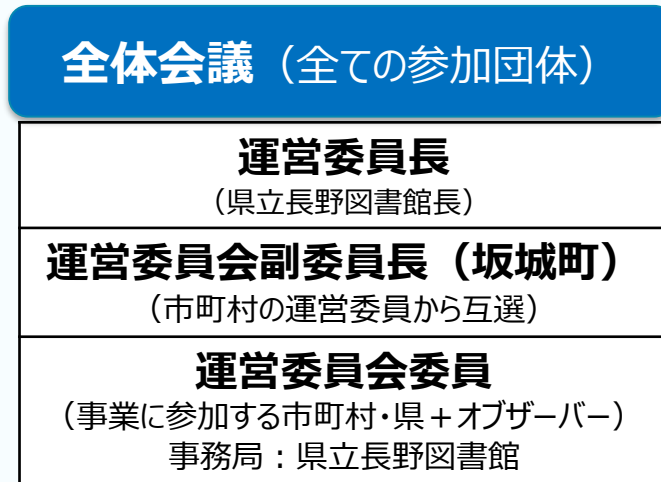 全体会議（全ての参加団体）
運営委員長
（県立長野図書館長）
運営委員会副委員長（坂城町）
（市町村の運営委員から互選）
運営委員会委員
（事業に参加する市町村・県＋オブザーバー）
事務局：県立長野図書館